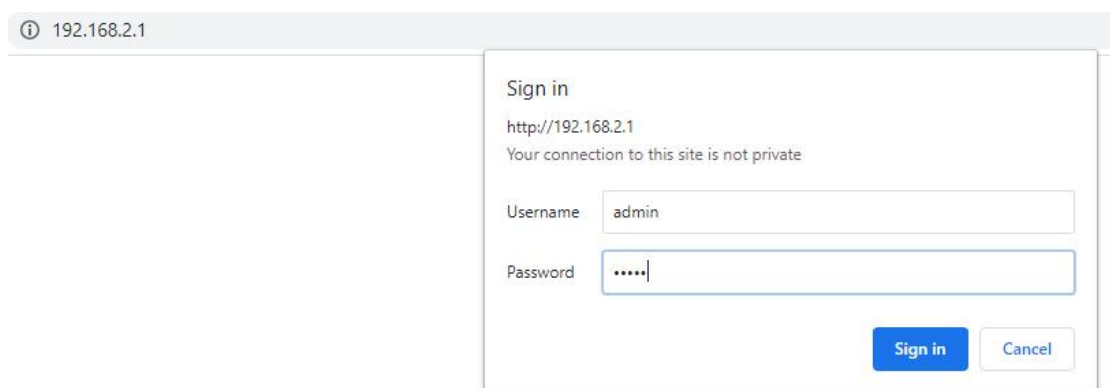 192.168.2.1
Sign in
http://192.168.2.1
Your connection to this site is not private
Username admin
Password •••••
Sign in Cancel